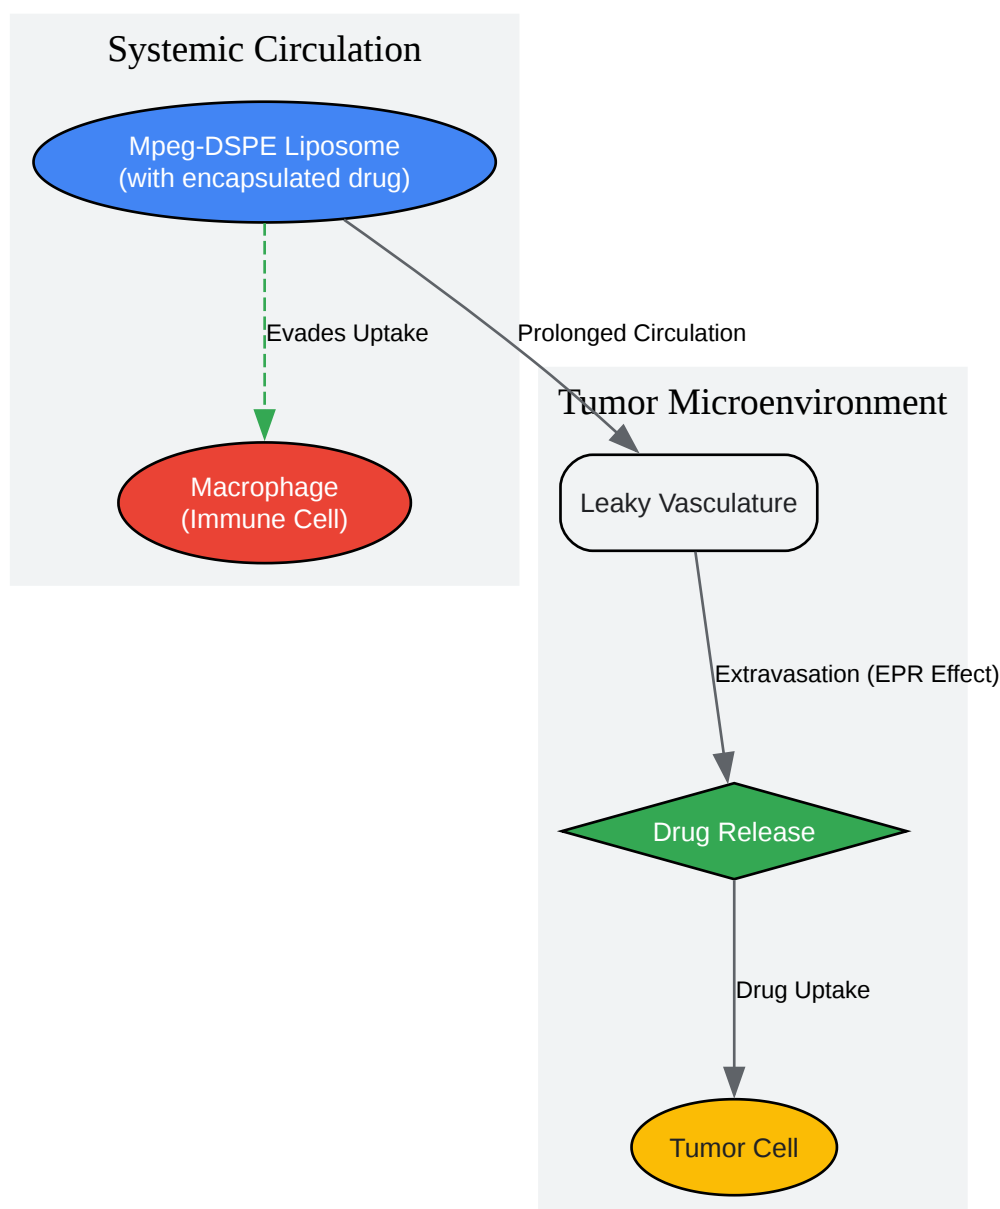 Systemic Circulation
Mpeg-DSPE Liposome
(with encapsulated drug)
Evades Uptake
Prolonged Circulation
Macrophage
(Immune Cell)
Tumor Microenvironment
Leaky Vasculature
Extravasation (EPR Effect)
Drug Release
Drug Uptake
Tumor Cell